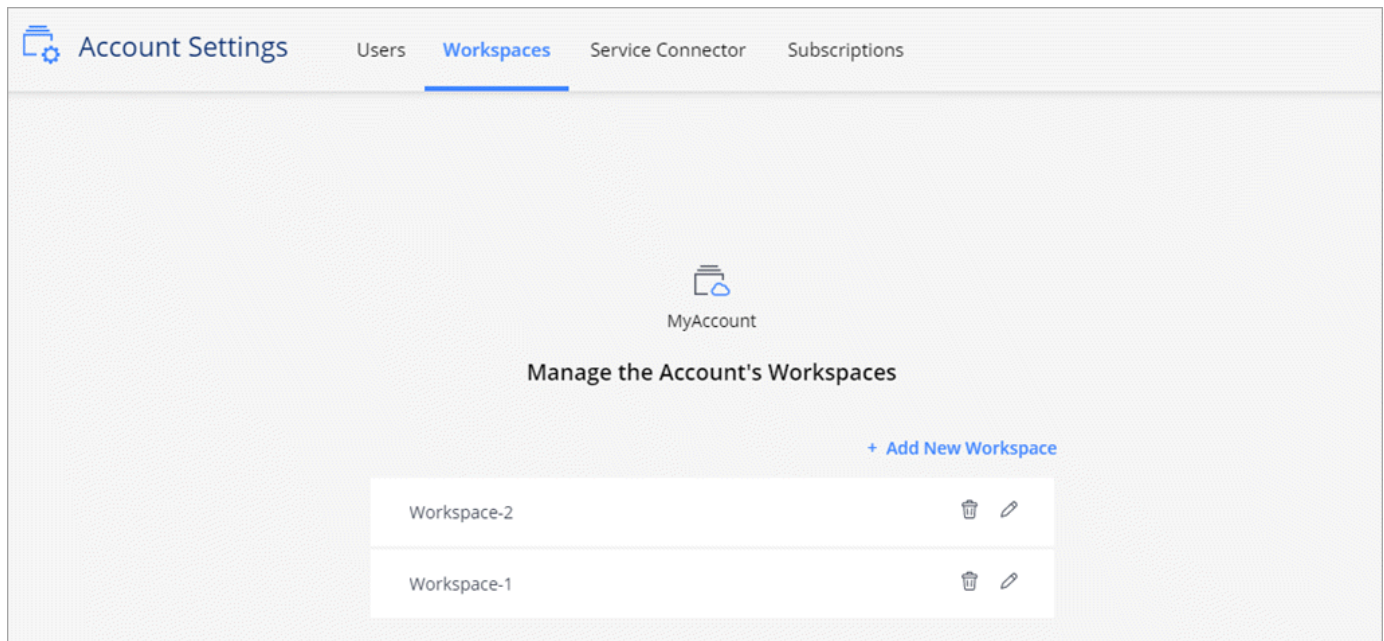 Account Settings Users Workspaces Service Connector Subscriptions
MyAccount
Manage the Account's Workspaces
+ Add New Workspace
Workspace-2
Workspace-1